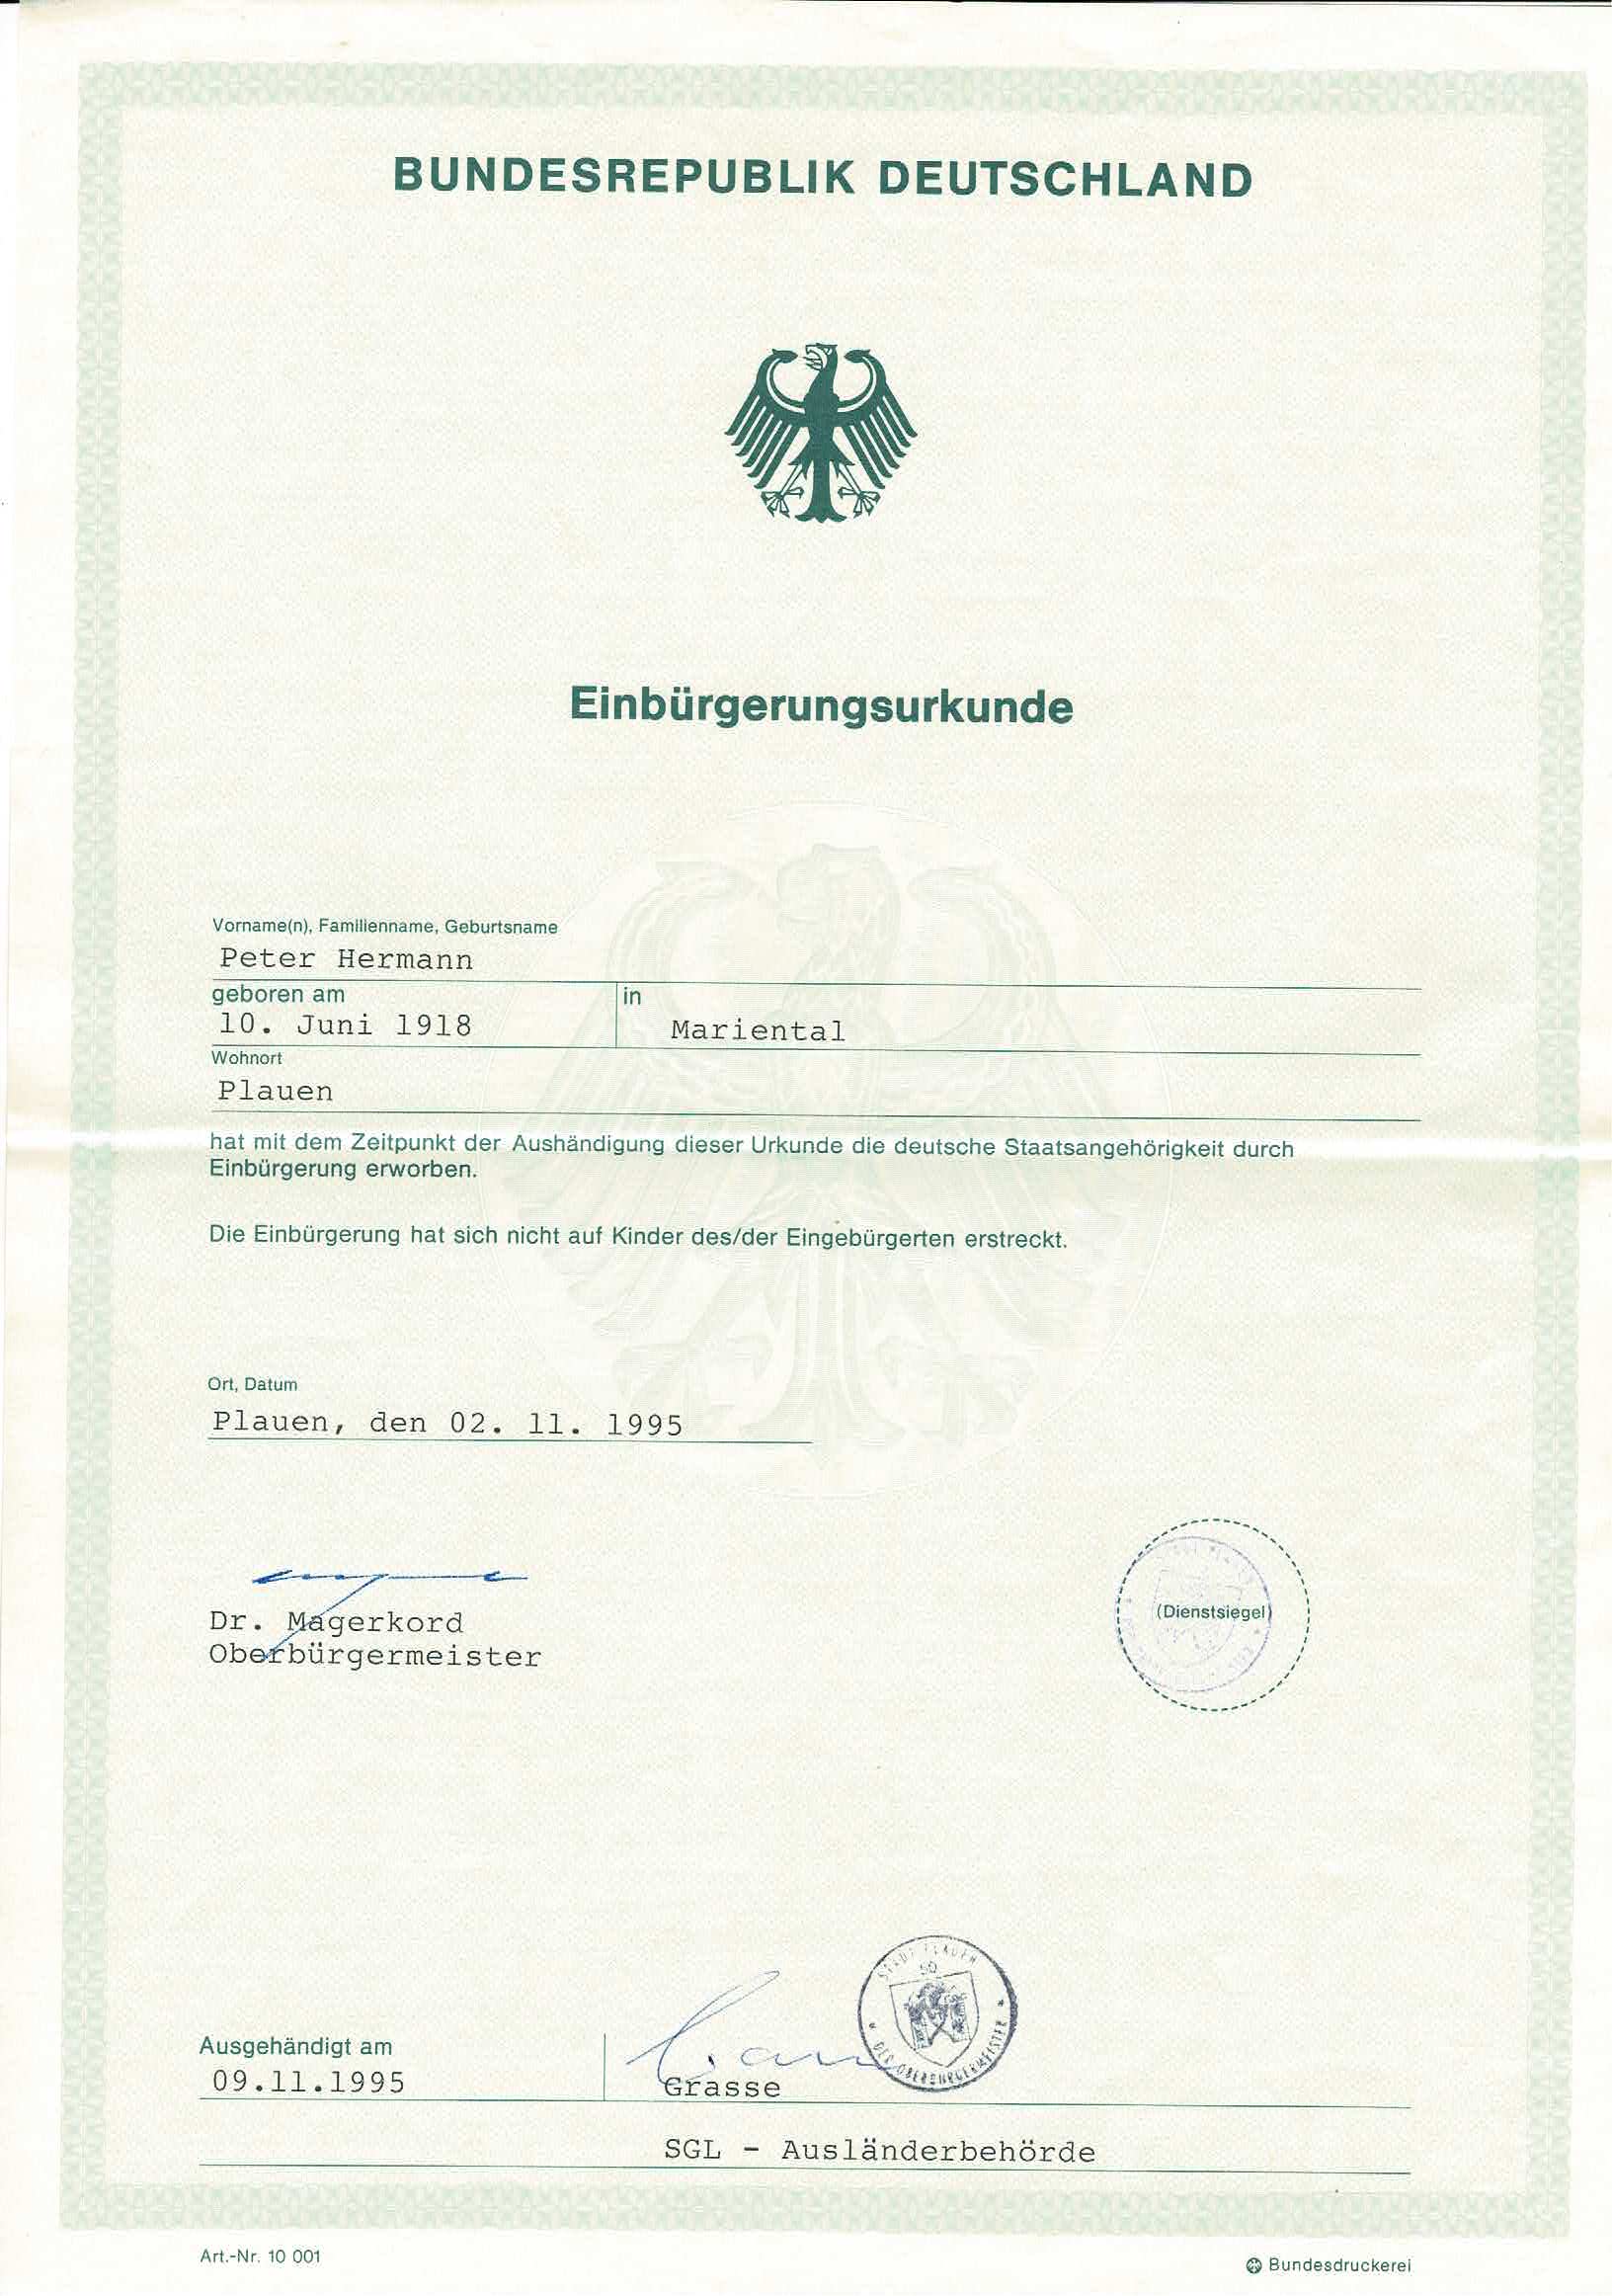 BUNDESREPUBLIK DEUTSCHLAND
Einbürgerungsurkunde
Vorname(n), Familienname, Geburtsname
Peter Hermann
geboren am
10. Juni 1918
in
Mariental
Wohnort
Plauen
hat mit dem Zeitpunkt der Aushändigung dieser Urkunde die deutsche Staatsangehörigkeit durch
Einbürgerung erworben.
Die Einbürgerung hat sich nicht auf Kinder des/der Eingebürgerten erstreckt.
Ort, Datum
Plauen, den 02. 11. 1995
Dr. Magerkord
Oberbürgermeister
(Dienstsiegel)
STADT PLAUEN
50
* DER OBERBÜRGERMEISTER *
Ausgehändigt am
09.11.1995
Grasse
SGL - Ausländerbehörde
Art.-Nr. 10 001
Bundesdruckerei